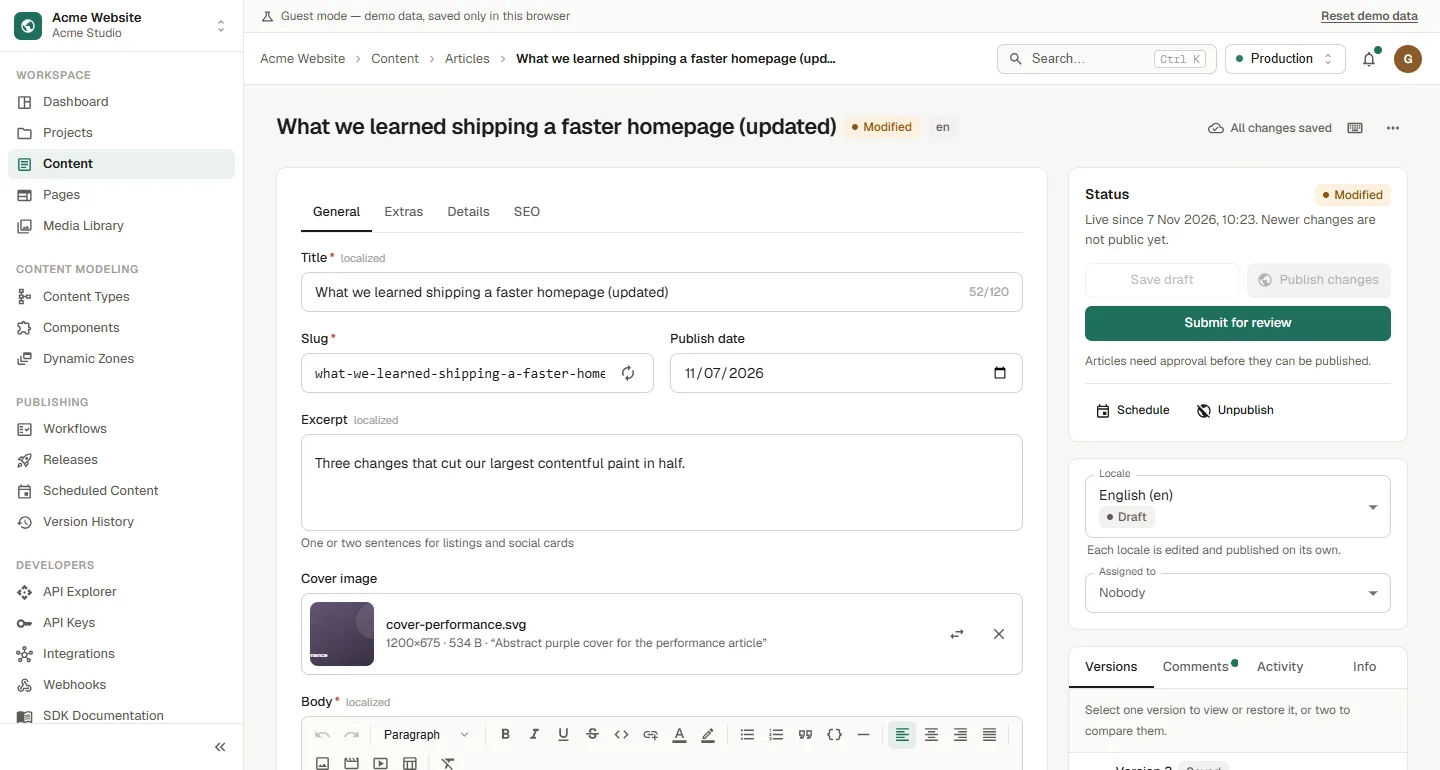 Acme Website
Acme Studio
WORKSPACE
Dashboard
Projects
Content
Pages
Media Library
CONTENT MODELING
Content Types
Components
Dynamic Zones
PUBLISHING
Workflows
Releases
Scheduled Content
Version History
DEVELOPERS
API Explorer
API Keys
Integrations
Webhooks
SDK Documentation
Guest mode — demo data, saved only in this browser
Reset demo data
Acme Website > Content > Articles > What we learned shipping a faster homepage (upd...
Search... Ctrl K
Production
G
What we learned shipping a faster homepage (updated) Modified en
All changes saved
General Extras Details SEO
Title * localized
What we learned shipping a faster homepage (updated) 52/120
Slug * Publish date
what-we-learned-shipping-a-faster-home 11/07/2026
Excerpt localized
Three changes that cut our largest contentful paint in half.
One or two sentences for listings and social cards
Cover image
cover-performance.svg
1200×675 · 534 B · “Abstract purple cover for the performance article”
Body * localized
Paragraph
Status Modified
Live since 7 Nov 2026, 10:23. Newer changes are
not public yet.
Save draft Publish changes
Submit for review
Articles need approval before they can be published.
Schedule Unpublish
Locale
English (en)
Draft
Each locale is edited and published on its own.
Assigned to
Nobody
Versions Comments Activity Info
Select one version to view or restore it, or two to
compare them.